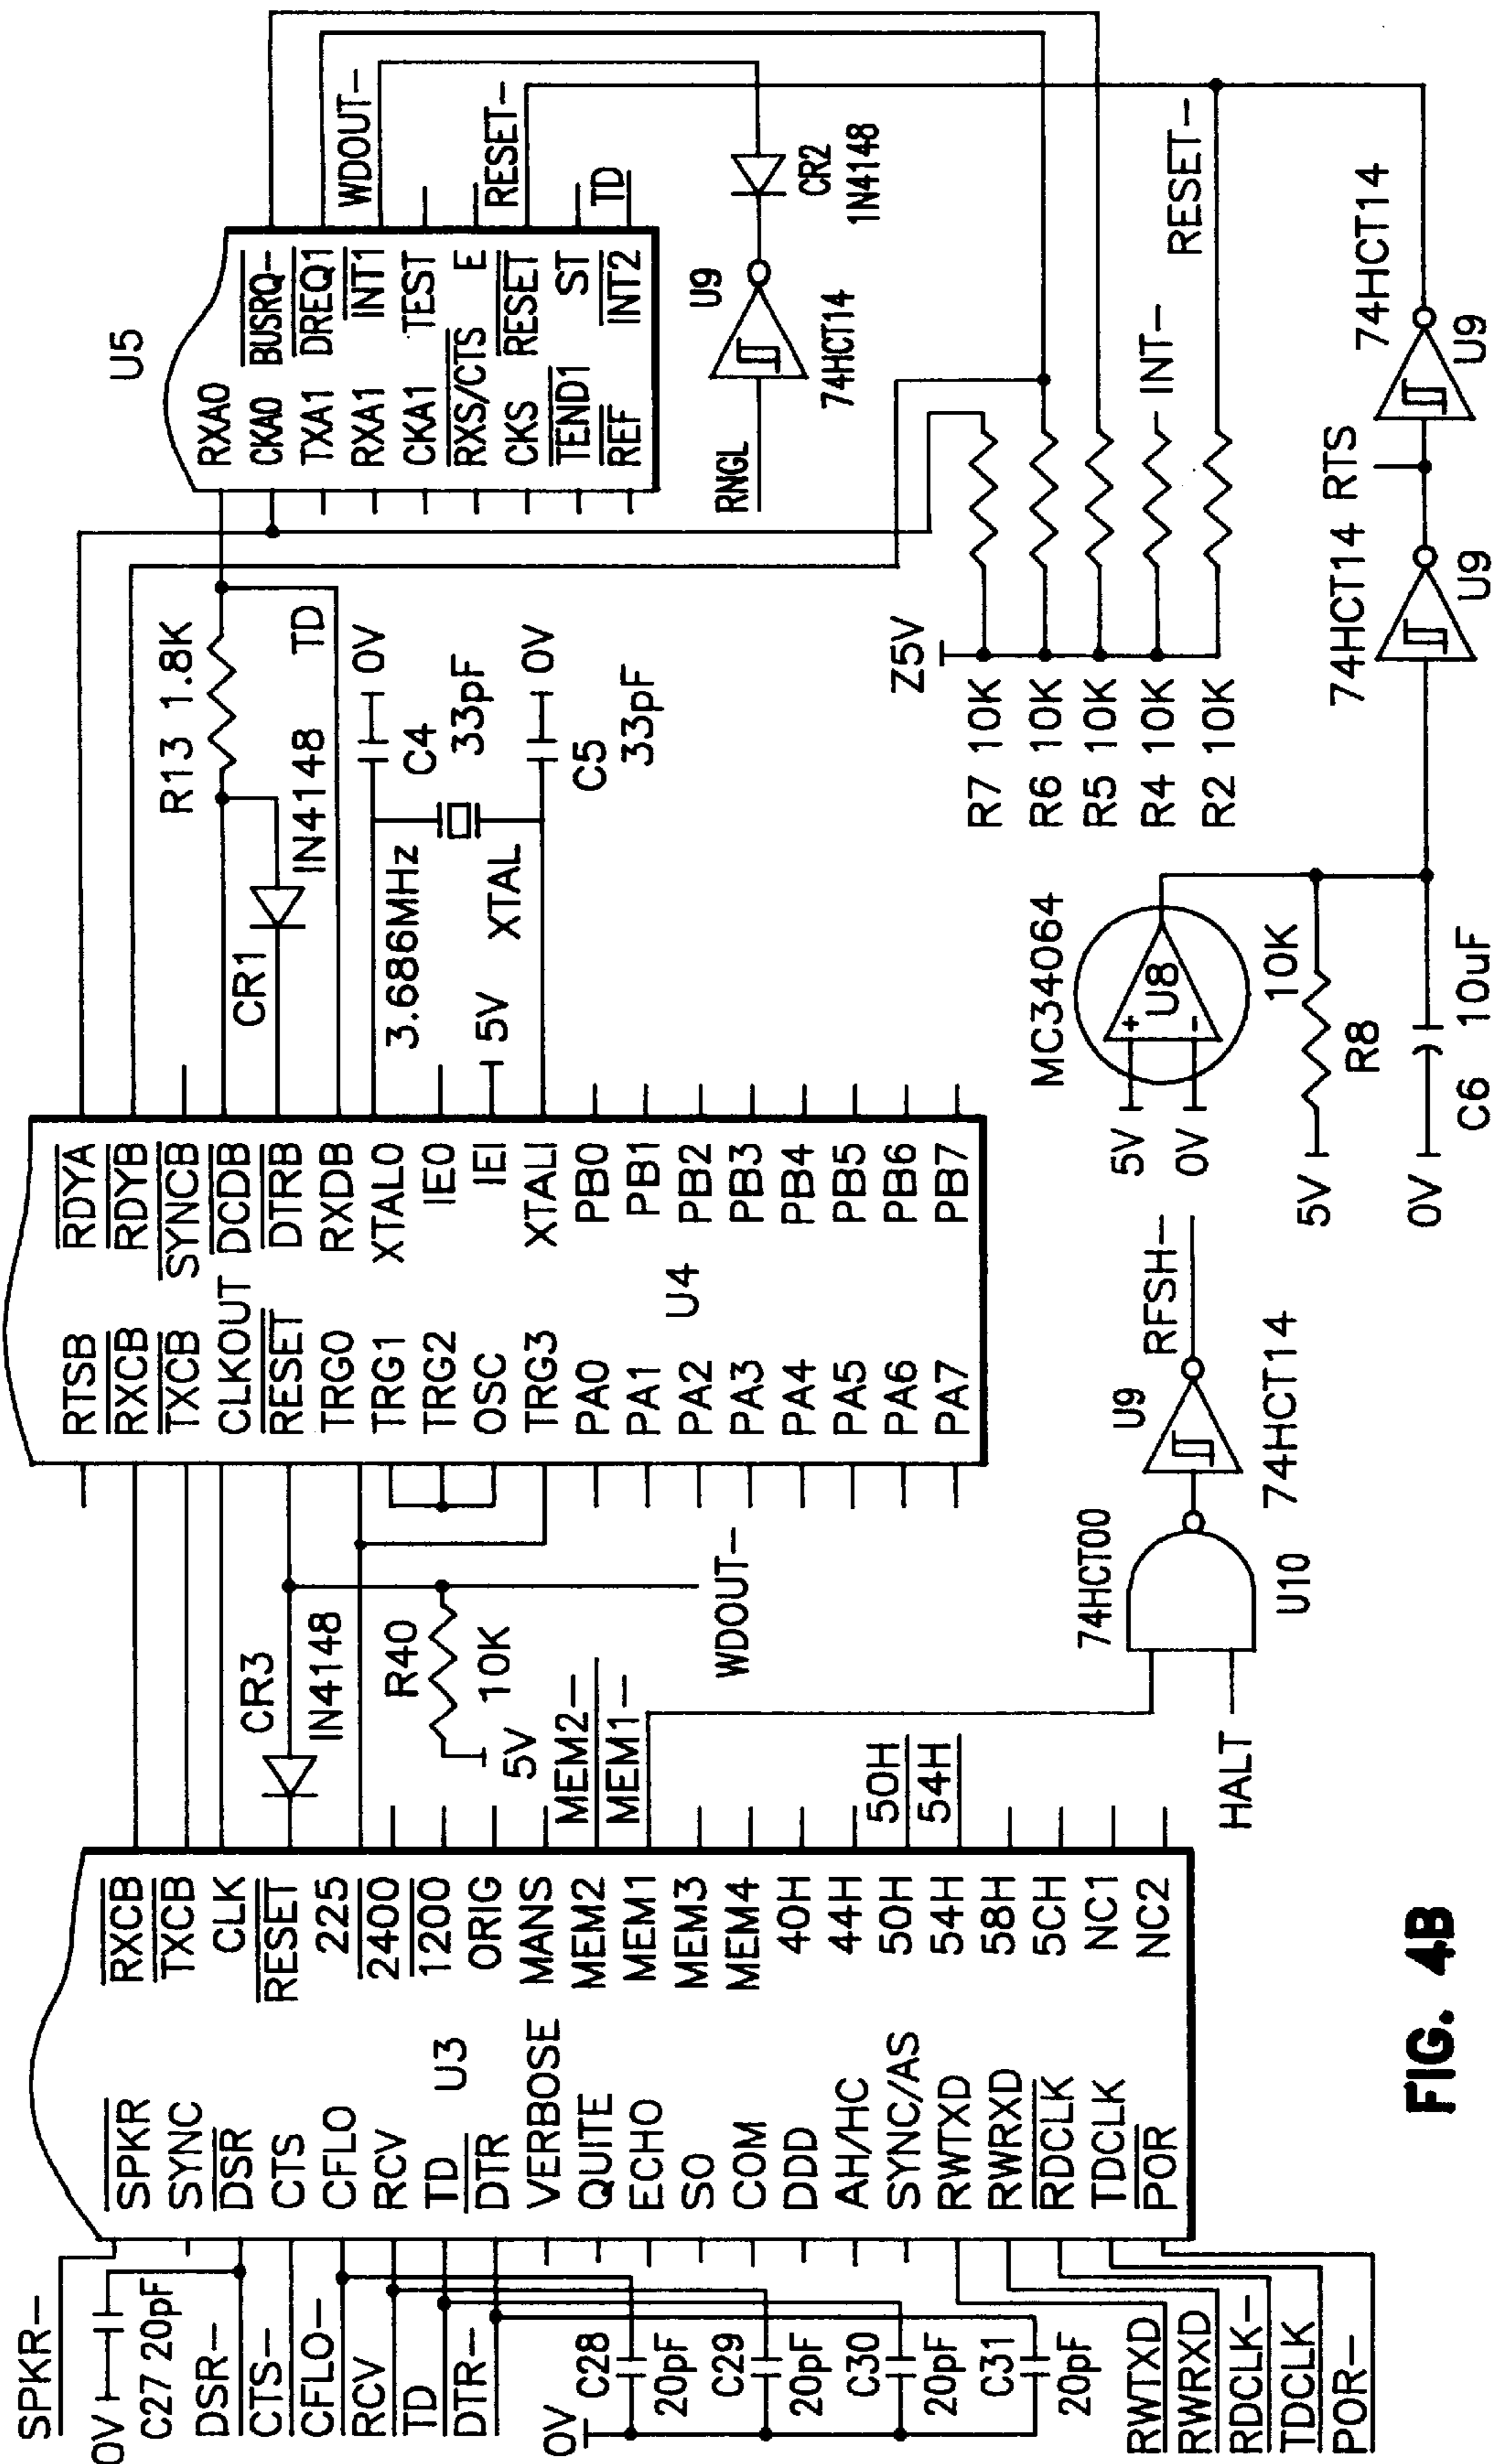 SPKR-
0V
C27 20pF
DSR-
CTS-
CFLO-
RCV
TD
DTR-
0V
C28
20pF
C29
20pF
C30
20pF
C31
20pF
RWTXD
RWRXD
RDCLK-
TDCLK
POR-
SPKR
SYNC
DSR
CTS
CFLO
RCV
TD
DTR
VERBOSE
QUITE
ECHO
SO
COM
DDD
AH/HC
SYNC/AS
RWTXD
RWRXD
RDCLK
TDCLK
POR
U3
RXCB
TXCB
CLK
RESET
225
2400
1200
ORIG
MANS
MEM2
MEM1
MEM3
MEM4
40H
44H
50H
54H
58H
5CH
NC1
NC2
CR3
IN4148
R40
10K
5V
MEM2-
MEM1-
50H
54H
WDOUT-
HALT
74HCT00
U10
U9
74HCT14
RFSH-
RTSB
RXCB
TXCB
CLKOUT
RESET
TRG0
TRG1
TRG2
OSC
TRG3
PA0
PA1
PA2
PA3
PA4
PA5
PA6
PA7
U4
RDYA
RDYB
SYNCB
DCDB
DTRB
RXDB
XTALO
IEO
IEI
XTALI
PB0
PB1
PB2
PB3
PB4
PB5
PB6
PB7
CR1
IN4148
R13 1.8K
TD
3.686MHz
XTAL
5V
0V
C4
33pF
0V
C5
33pF
MC3064
U8
+
-
5V
0V
5V
10K
R8
0V
C6 10uF
Z5V
R7 10K
R6 10K
R5 10K
R4 10K
R2 10K
INT-
RESET-
74HCT14
U9
RTS
74HCT14
U9
U5
RXA0
CKA0
TXA1
RXA1
CKA1
RXS/CTS
CKS
TEND1
REF
BUSRQ-
DREQ1
INT1
TEST
E
RESET
ST
INT2
WDOUT-
RESET-
TD
RNGL
U9
74HCT14
CR2
1N4148
FIG. 4B